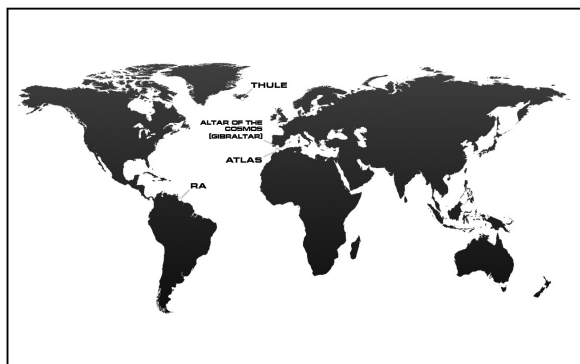 THULE
ALTAR OF THE
COSMOS
[GIBRALTAR]
ATLAS
RA